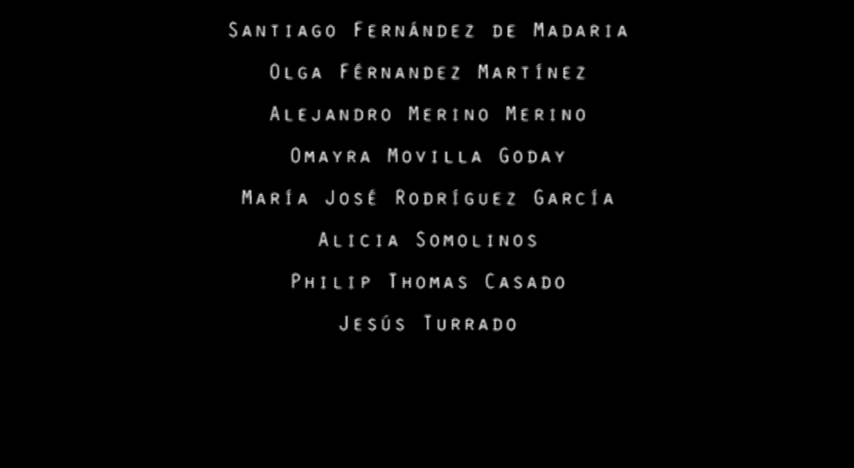 Santiago Fernández de Madaria
Olga Férnandez Martínez
Alejandro Merino Merino
Omayra Movilla Goday
María José Rodríguez García
Alicia Somolinos
Philip Thomas Casado
Jesús Turrado